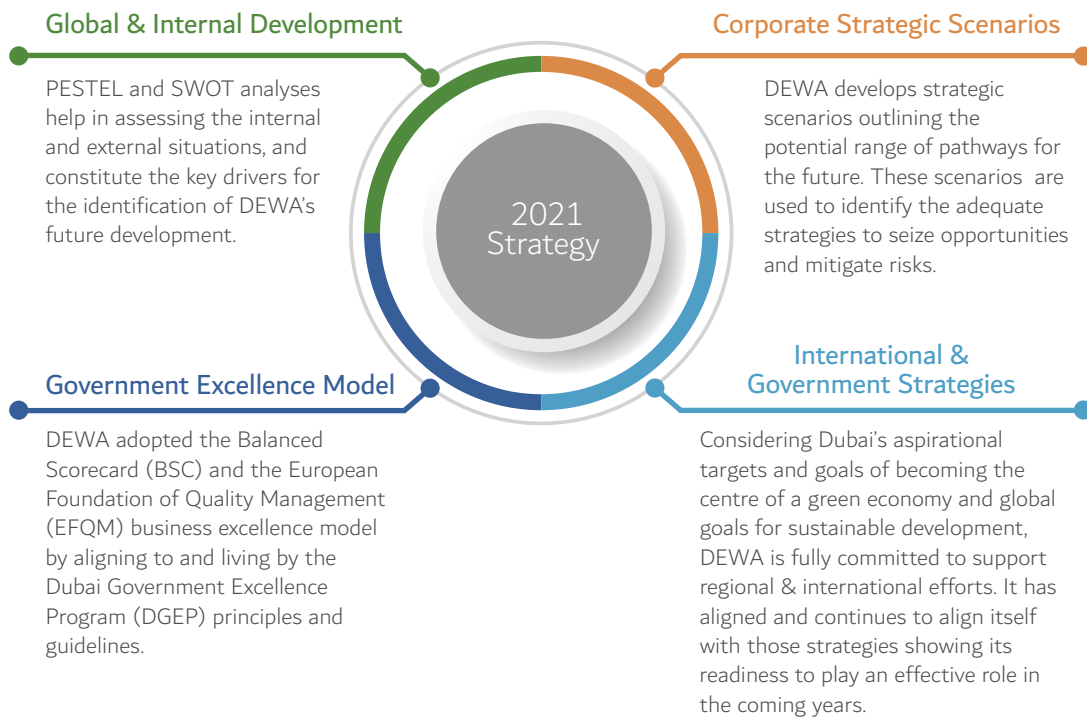 Global & Internal Development
PESTEL and SWOT analyses
help in assessing the internal
and external situations, and
constitute the key drivers for
the identification of DEWA's
future development.
Corporate Strategic Scenarios
DEWA develops strategic
scenarios outlining the
potential range of pathways for
the future. These scenarios are
used to identify the adequate
strategies to seize opportunities
and mitigate risks.
2021
Strategy
Government Excellence Model
DEWA adopted the Balanced
Scorecard (BSC) and the European
Foundation of Quality Management
(EFQM) business excellence model
by aligning to and living by the
Dubai Government Excellence
Program (DGEP) principles and
guidelines.
International &
Government Strategies
Considering Dubai's aspirational
targets and goals of becoming the
centre of a green economy and global
goals for sustainable development,
DEWA is fully committed to support
regional & international efforts. It has
aligned and continues to align itself
with those strategies showing its
readiness to play an effective role in
the coming years.